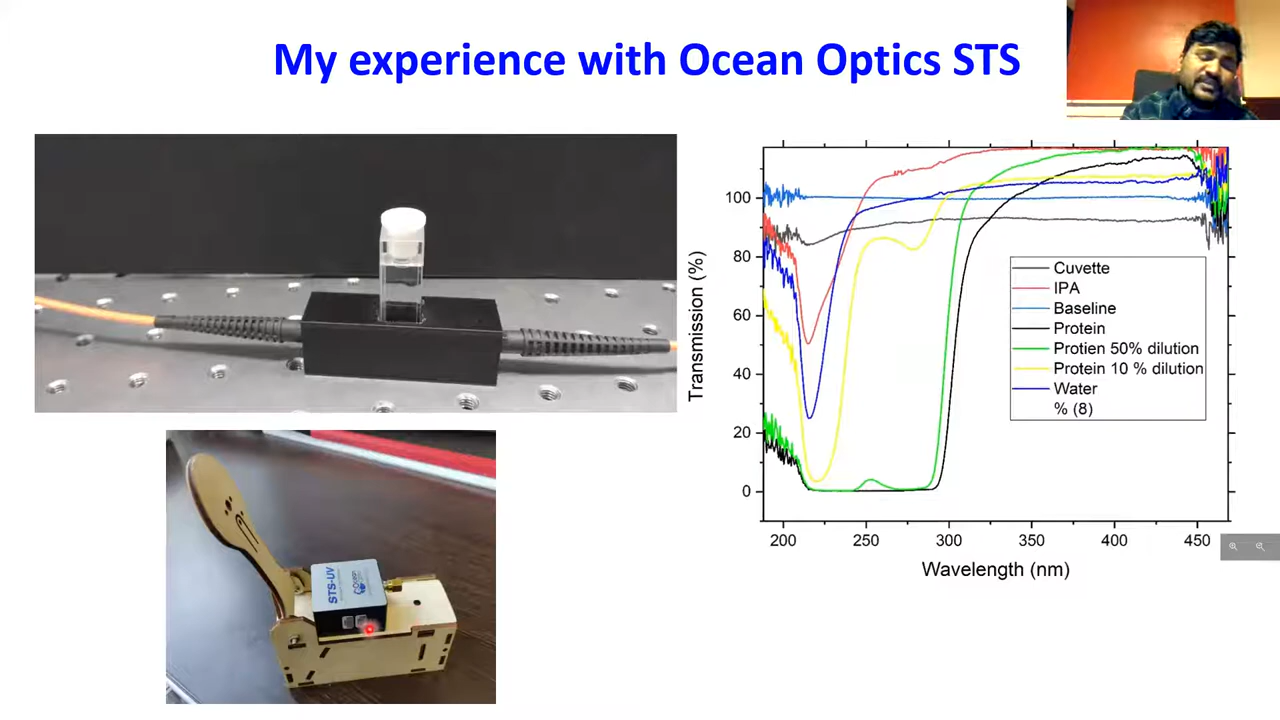 My experience with Ocean Optics STS
100
80
60
40
20
0
Transmission (%)
200
250
300
350
400
450
Wavelength (nm)
Cuvette
IPA
Baseline
Protein
Protien 50% dilution
Protein 10 % dilution
Water
% (8)
STS-UV
Ocean